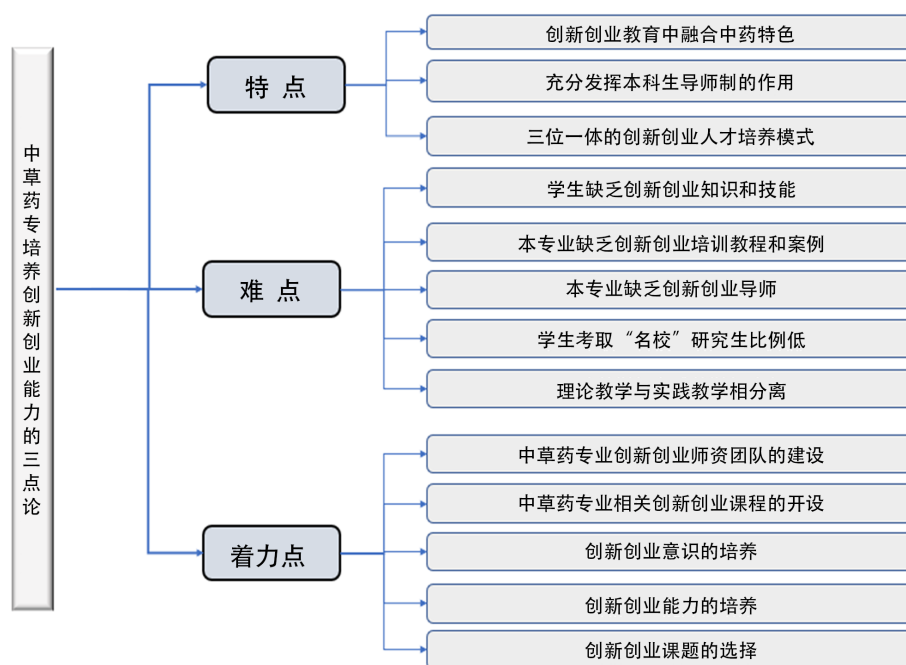 中草药专培养创新创业能力的三点论
特点
创新创业教育中融合中药特色
充分发挥本科生导师制的作用
三位一体的创新创业人才培养模式
难点
学生缺乏创新创业知识和技能
本专业缺乏创新创业培训教程和案例
本专业缺乏创新创业导师
学生考取“名校”研究生比例低
理论教学与实践教学相分离
着力点
中草药专业创新创业师资团队的建设
中草药专业相关创新创业课程的开设
创新创业意识的培养
创新创业能力的培养
创新创业课题的选择